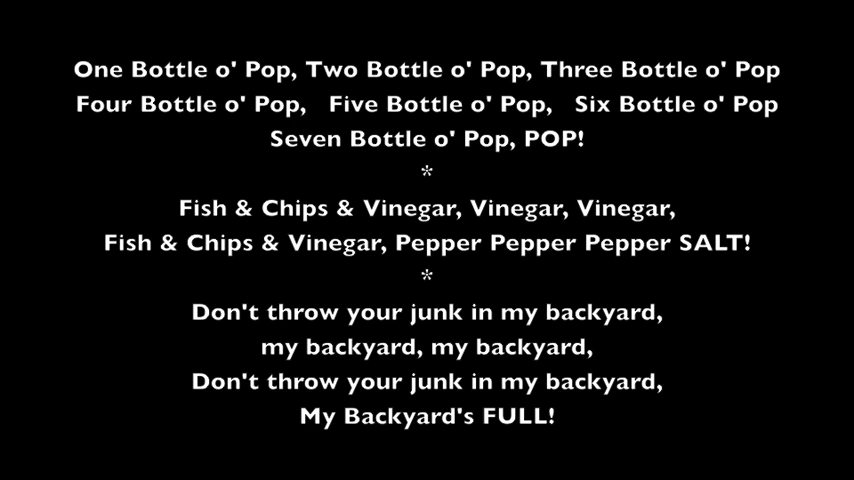 One Bottle o' Pop, Two Bottle o' Pop, Three Bottle o' Pop
Four Bottle o' Pop, Five Bottle o' Pop, Six Bottle o' Pop
Seven Bottle o' Pop, POP!
*
Fish & Chips & Vinegar, Vinegar, Vinegar,
Fish & Chips & Vinegar, Pepper Pepper Pepper SALT!
*
Don't throw your junk in my backyard,
my backyard, my backyard,
Don't throw your junk in my backyard,
My Backyard's FULL!